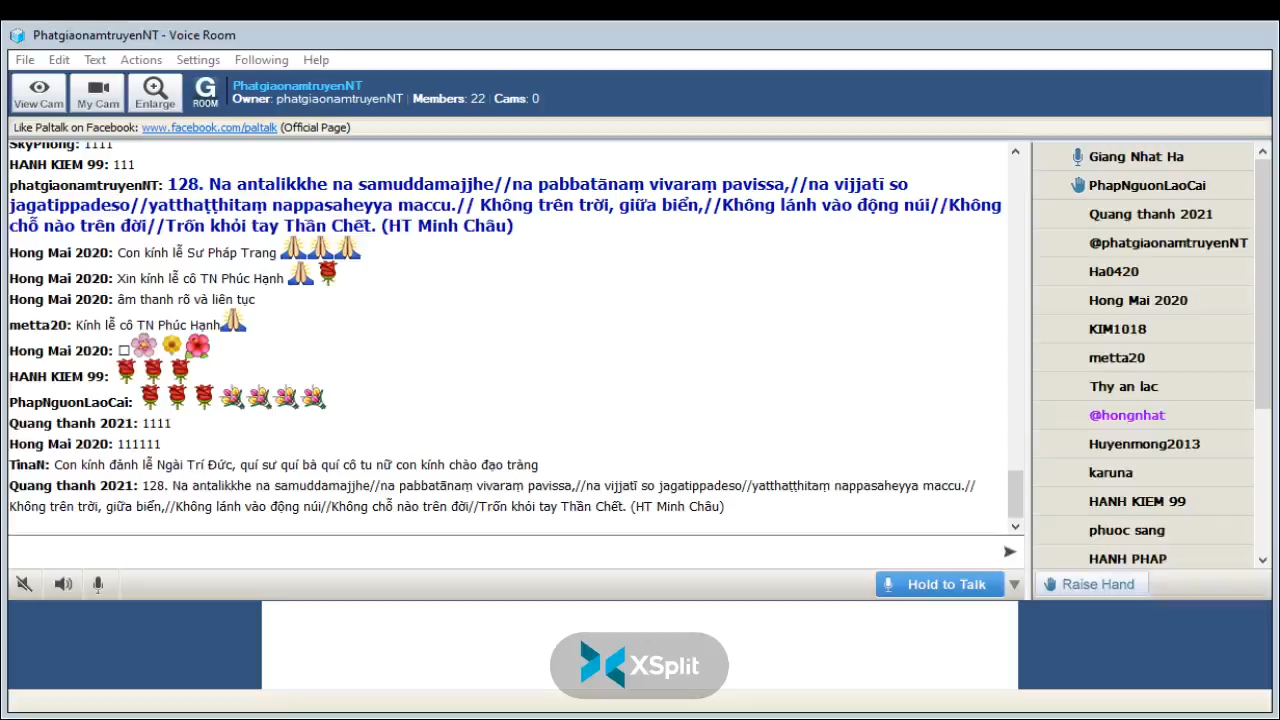 PhatgiaonamtruyenNT - Voice Room
File Edit Text Actions Settings Following Help
View Cam
My Cam
Enlarge
G ROOM
PhatgiaonamtruyenNT
Owner: phatgiaonamtruyenNT | Members: 22 | Cams: 0
Like Paltalk on Facebook: www.facebook.com/paltalk (Official Page)
SkyPhong: 1111
HANH KIEM 99: 111
phatgiaonamtruyenNT: 128. Na antalikkhe na samuddamajjhe//na pabbatānaṃ vivaraṃ pavissa,//na vijjatī so
jagatippadeso//yatthaṭṭhitaṃ nappasaheyya maccu.// Không trên trời, giữa biển,//Không lánh vào động núi//Không
chỗ nào trên đời//Trốn khỏi tay Thần Chết. (HT Minh Châu)
Hong Mai 2020: Con kính lễ Sư Pháp Trang
Hong Mai 2020: Xin kính lễ cô TN Phúc Hạnh
Hong Mai 2020: âm thanh rõ và liên tục
metta20: Kính lễ cô TN Phúc Hạnh
Hong Mai 2020:
HANH KIEM 99:
PhapNguonLaoCai:
Quang thanh 2021: 1111
Hong Mai 2020: 111111
TinaN: Con kính đảnh lễ Ngài Trí Đức, quí sư quí bà quí cô tu nữ con kính chào đạo tràng
Quang thanh 2021: 128. Na antalikkhe na samuddamajjhe//na pabbatānaṃ vivaraṃ pavissa,//na vijjatī so jagatippadeso//yatthaṭṭhitaṃ nappasaheyya maccu.//
Không trên trời, giữa biển,//Không lánh vào động núi//Không chỗ nào trên đời//Trốn khỏi tay Thần Chết. (HT Minh Châu)
Hold to Talk
Giang Nhat Ha
PhapNguonLaoCai
Quang thanh 2021
@phatgiaonamtruyenNT
Ha0420
Hong Mai 2020
KIM1018
metta20
Thy an lac
@hongnhat
Huyenmong2013
karuna
HANH KIEM 99
phuoc sang
HANH PHAP
Raise Hand
XSplit